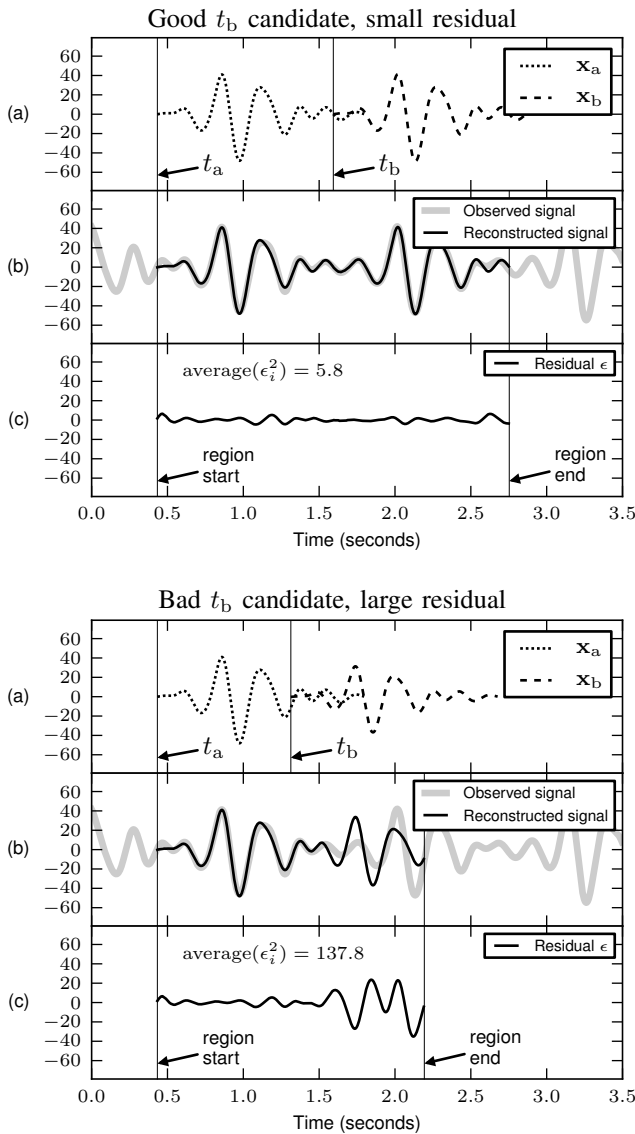 Good t_b candidate, small residual
60
40
20
0
−20
−40
−60
(a)
x_a
x_b
t_a
t_b
60
40
20
0
−20
−40
−60
(b)
Observed signal
Reconstructed signal
60
40
20
0
−20
−40
−60
(c)
average(ϵ_i^2) = 5.8
Residual ϵ
region
start
region
end
0.0 0.5 1.0 1.5 2.0 2.5 3.0 3.5
Time (seconds)
Bad t_b candidate, large residual
60
40
20
0
−20
−40
−60
(a)
x_a
x_b
t_a
t_b
60
40
20
0
−20
−40
−60
(b)
Observed signal
Reconstructed signal
60
40
20
0
−20
−40
−60
(c)
average(ϵ_i^2) = 137.8
Residual ϵ
region
start
region
end
0.0 0.5 1.0 1.5 2.0 2.5 3.0 3.5
Time (seconds)